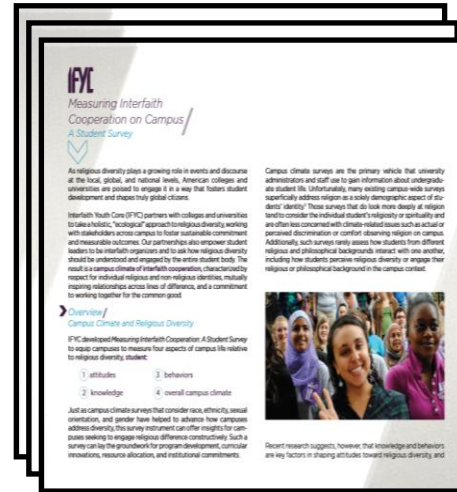 IFYC
Measuring Interfaith
Cooperation on Campus
A Student Survey
As religious diversity plays a growing role in events and discourse
at the local, global, and national levels, American colleges and
universities are poised to engage it in a way that fosters student
development and shapes truly global citizens.
Interfaith Youth Core (IFYC) partners with colleges and universities
to take a holistic, "ecological" approach to religious diversity, working
with stakeholders across campus to foster sustainable commitment
and measurable outcomes. Our partnerships also empower student
leaders to be interfaith organizers and to ask how religious diversity
should be understood and engaged by the entire student body. The
result is a campus climate of interfaith cooperation, characterized by
respect for individual religious and non-religious identities, mutually
inspiring relationships across lines of difference, and a commitment
to working together for the common good.
Overview/
Campus Climate and Religious Diversity
IFYC developed Measuring Interfaith Cooperation: A Student Survey
to equip campuses to measure four aspects of campus life relative
to religious diversity, student:
1 attitudes
3 behaviors
2 knowledge
4 overall campus climate
Just as campus climate surveys that consider race, ethnicity, sexual
orientation, and gender have helped to advance how campuses
address diversity, this survey instrument can offer insights for cam-
puses seeking to engage religious difference constructively. Such a
survey can lay the groundwork for program development, curricular
innovations, resource allocation, and institutional commitments.
Campus climate surveys are the primary vehicle that university
administrators and staff use to gain information about undergradu-
ate student life. Unfortunately, many existing campus-wide surveys
superficially address religion as a solely demographic aspect of stu-
dents' identity.¹ Those surveys that do look more deeply at religion
tend to consider the individual student's religiosity or spirituality and
are often less concerned with climate-related issues such as actual or
perceived discrimination or comfort observing religion on campus.
Additionally, such surveys rarely assess how students from different
religious and philosophical backgrounds interact with one another,
including how students perceive religious diversity or engage their
religious or philosophical background in the campus context.
Recent research suggests, however, that knowledge and behaviors
are key factors in shaping attitudes toward religious diversity, and